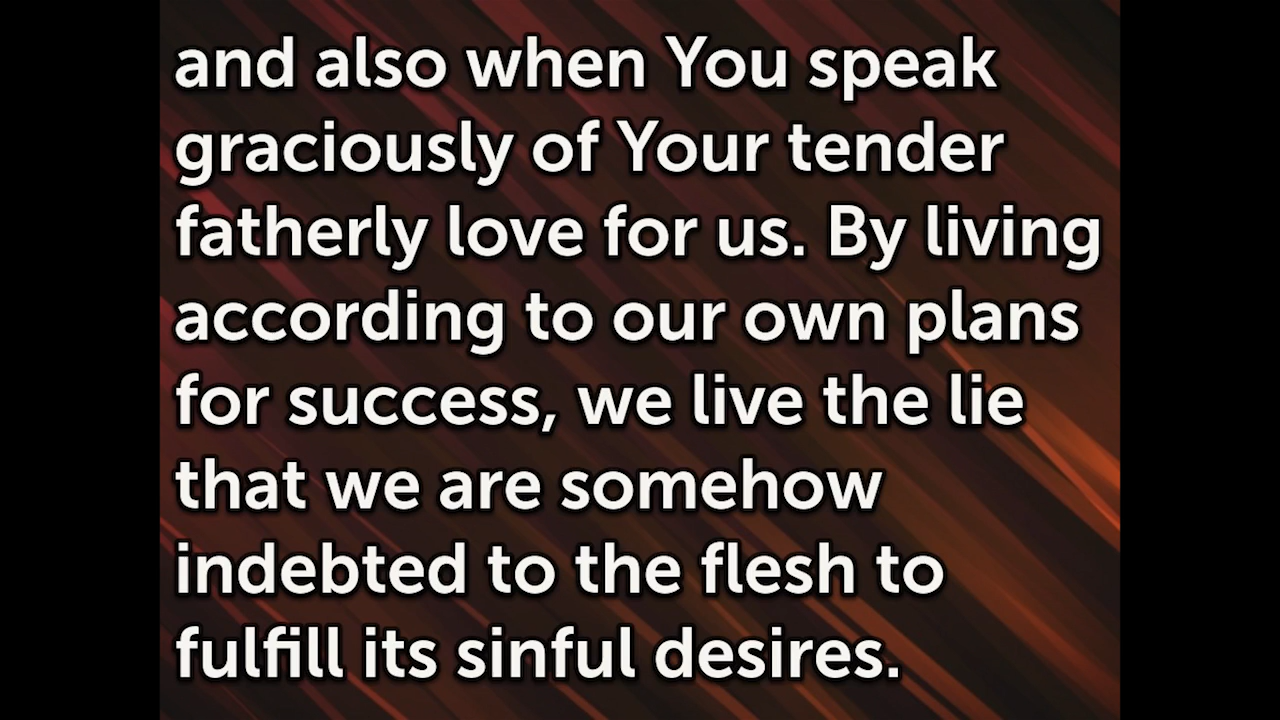 and also when You speak
graciously of Your tender
fatherly love for us. By living
according to our own plans
for success, we live the lie
that we are somehow
indebted to the flesh to
fulfill its sinful desires.